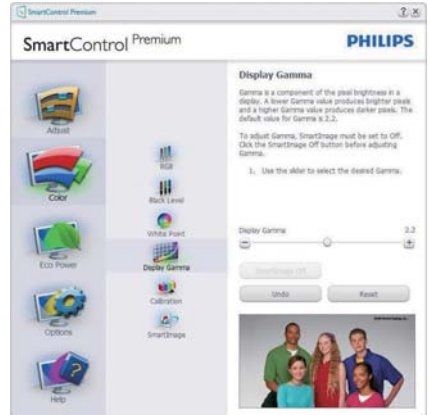 SmartControl Premium
SmartControl Premium
PHILIPS
Display Gamma
Gamma is a component of the pixel brightness in a
display. A lower Gamma value produces brighter pixels
and a higher Gamma value produces darker pixels. The
default value for Gamma is 2.2.
To adjust Gamma, SmartImage must be set to Off.
Click the SmartImage Off button before adjusting
Gamma.
1. Use the slider to select the desired Gamma.
Adjust
Color
Eco Power
Options
Help
RGB
Black Level
White Point
Display Gamma
Calibration
SmartImage
Display Gamma
2.2
SmartImage Off
Undo
Reset